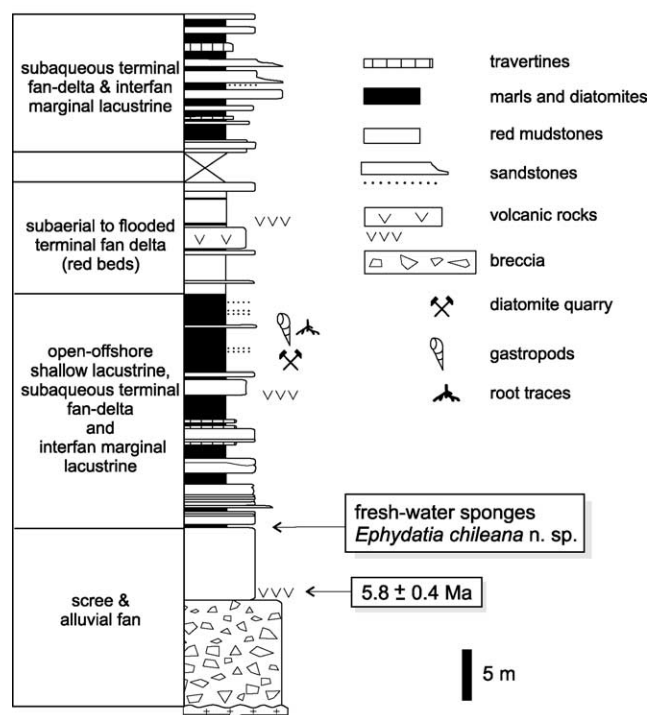 subaqueous terminal
fan-delta & interfan
marginal lacustrine
subaerial to flooded
terminal fan delta
(red beds)
open-offshore
shallow lacustrine,
subaqueous terminal
fan-delta
and
interfan marginal
lacustrine
scree &
alluvial fan
travertines
marls and diatomites
red mudstones
sandstones
volcanic rocks
breccia
diatomite quarry
gastropods
root traces
fresh-water sponges
Ephydatia chileana n. sp.
5.8 ± 0.4 Ma
5 m